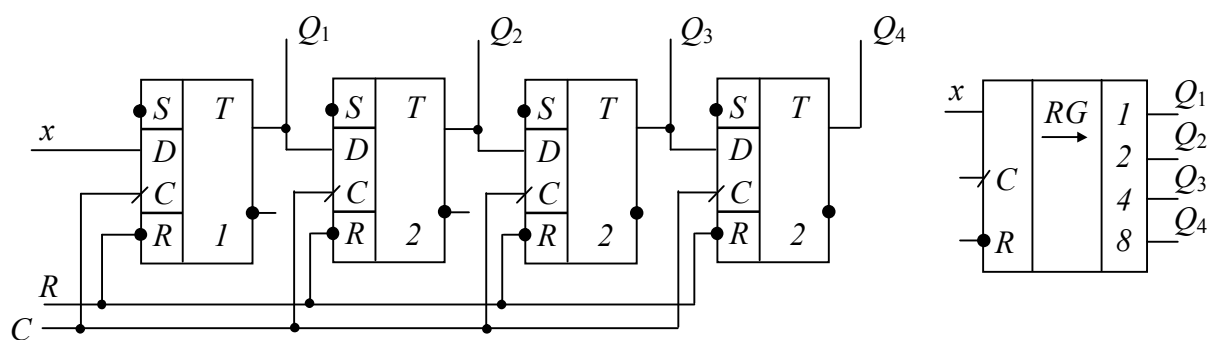 Q1 Q2 Q3 Q4
S T S T S T S T
x RG 1 Q1
x D D D D
2 Q2
C C C C C
4 Q3
R 1 R 2 R 2 R 2 R 8 Q4
R
C